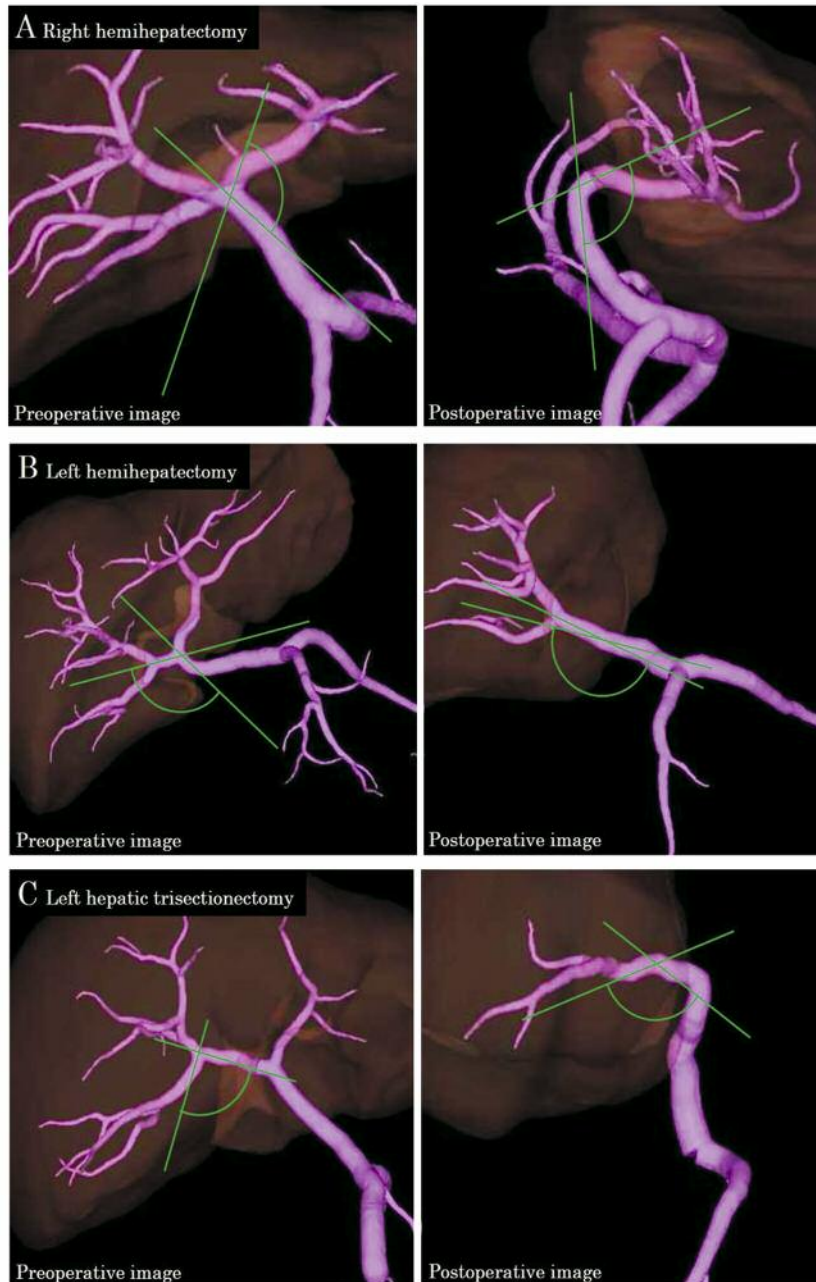 A Right hemihepatectomy
Preoperative image
Postoperative image
B Left hemihepatectomy
Preoperative image
Postoperative image
C Left hepatic trisectionectomy
Preoperative image
Postoperative image